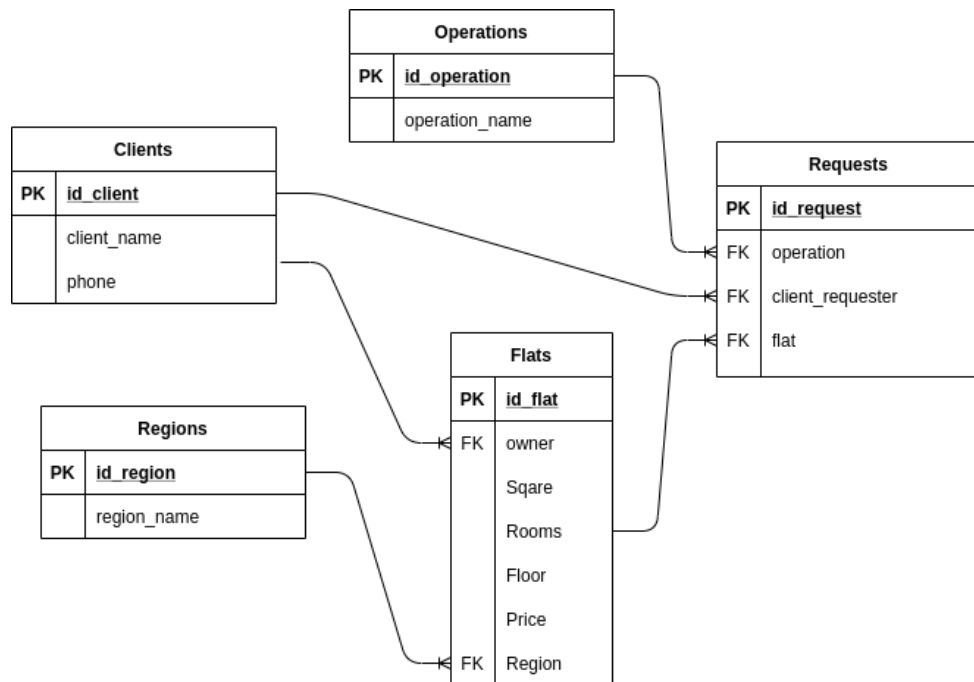 Operations
PK id_operation
operation_name
Clients
PK id_client
client_name
phone
Requests
PK id_request
FK operation
FK client_requester
FK flat
Flats
PK id_flat
FK owner
Sqare
Rooms
Floor
Price
FK Region
Regions
PK id_region
region_name